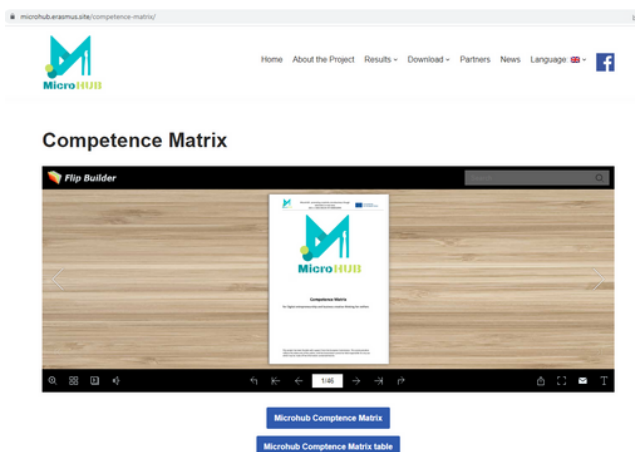 microhub.erasmus.site/competence-matrix/
MicroHUB
Home About the Project Results Download Partners News Language:
Competence Matrix
Flip Builder
Search
MicroHUB
Competence Matrix
1/46
T
Microhub Comptence Matrix
Microhub Comptence Matrix table